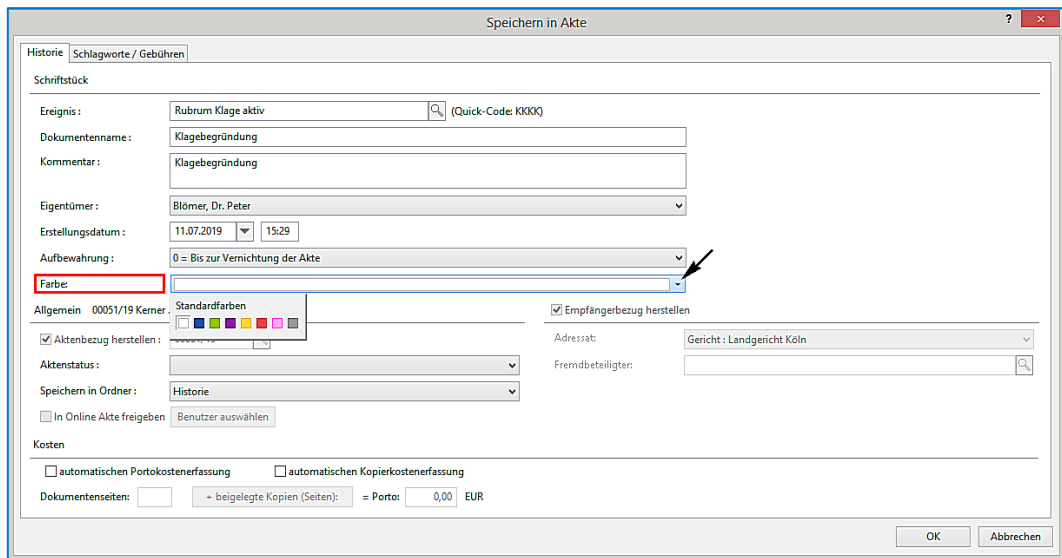 Speichern in Akte
?
Historie Schlagworte / Gebühren
Schriftstück
Ereignis : Rubrum Klage aktiv (Quick-Code: KKKK)
Dokumentenname : Klagebegründung
Kommentar : Klagebegründung
Eigentümer : Blömer, Dr. Peter
Erstellungsdatum : 11.07.2019 15:29
Aufbewahrung : 0 = Bis zur Vernichtung der Akte
Farbe:
Standardfarben
Allgemein 00051/19 Kerner Empfängerbezug herstellen
Aktenbezug herstellen : Adressat: Gericht : Landgericht Köln
Aktenstatus : Fremdbeteiligter:
Speichern in Ordner : Historie
In Online Akte freigeben Benutzer auswählen
Kosten
automatischen Portokostenerfassung automatischen Kopierkostenerfassung
Dokumentenseiten: + beigelegte Kopien (Seiten): = Porto: 0,00 EUR
OK Abbrechen